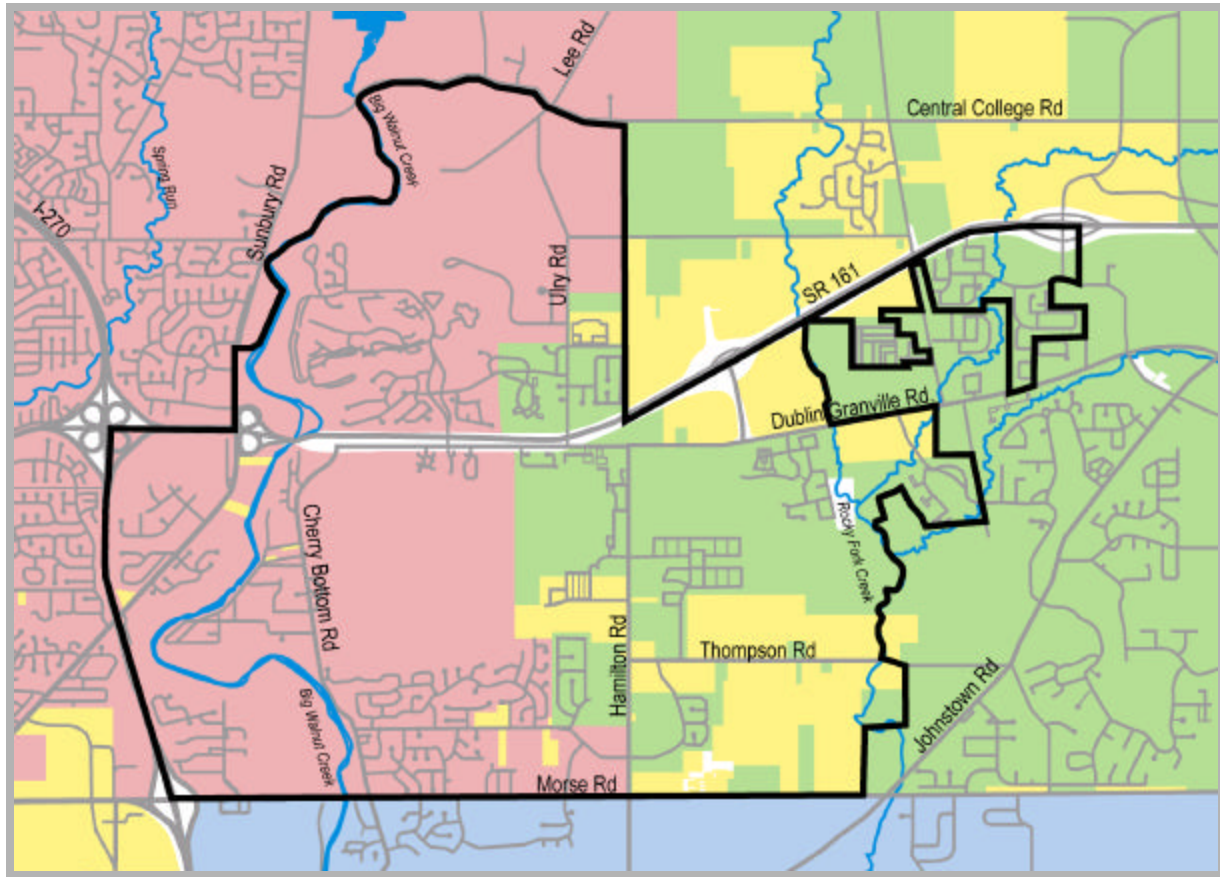 Lee Rd
Central College Rd
Big Walnut Creek
Spring Run
Sunbury Rd
I-270
Ulry Rd
SR 161
Dublin Granville Rd
Rocky Fork Creek
Cherry Bottom Rd
Thompson Rd
Hamilton Rd
Johnstown Rd
Big Walnut Creek
Morse Rd